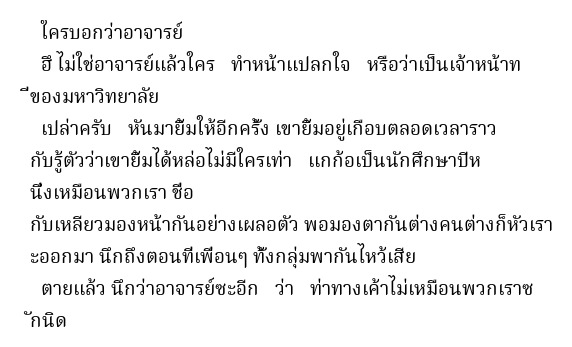 ใครบอกว่าอาจารย์
ฮึ ไม่ใช่อาจารย์แล้วใคร ทำหน้าแปลกใจ หรือว่าเป็นเจ้าหน้าท
ี่ของมหาวิทยาลัย
เปล่าครับ หันมายิ้มให้อีกครั้ง เขายิ้มอยู่เกือบตลอดเวลาราว
กับรู้ตัวว่าเขายิ้มได้หล่อไม่มีใครเท่า แกก้อเป็นนักศึกษาปีห
นึ่งเหมือนพวกเรา ชื่อ
กับเหลียวมองหน้ากันอย่างเผลอตัว พอมองตากันต่างคนต่างก็หัวเรา
ะออกมา นึกถึงตอนที่เพื่อนๆ ทั้งกลุ่มพากันไหว้เสีย
ตายแล้ว นึกว่าอาจารย์ซะอีก ว่า ท่าทางเค้าไม่เหมือนพวกเราซ
ักนิด